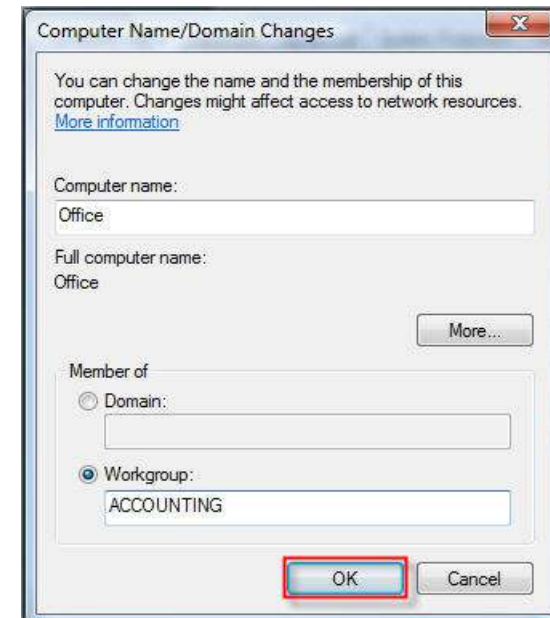 Computer Name/Domain Changes
You can change the name and the membership of this
computer. Changes might affect access to network resources.
More information
Computer name:
Office
Full computer name:
Office
More...
Member of
Domain:
Workgroup:
ACCOUNTING
OK
Cancel